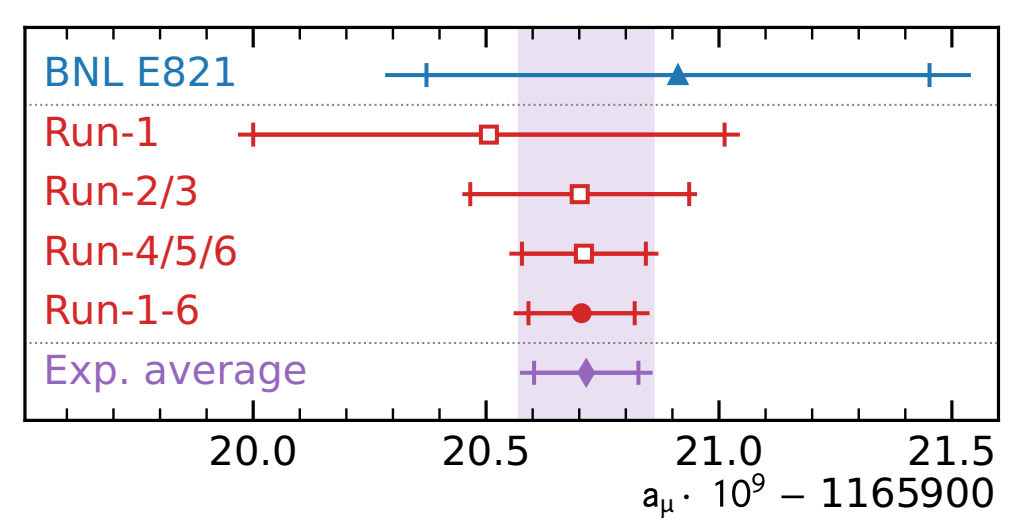 BNL E821
Run-1
Run-2/3
Run-4/5/6
Run-1-6
Exp. average
20.0 20.5 21.0 21.5
aμ · 10⁹ − 1165900